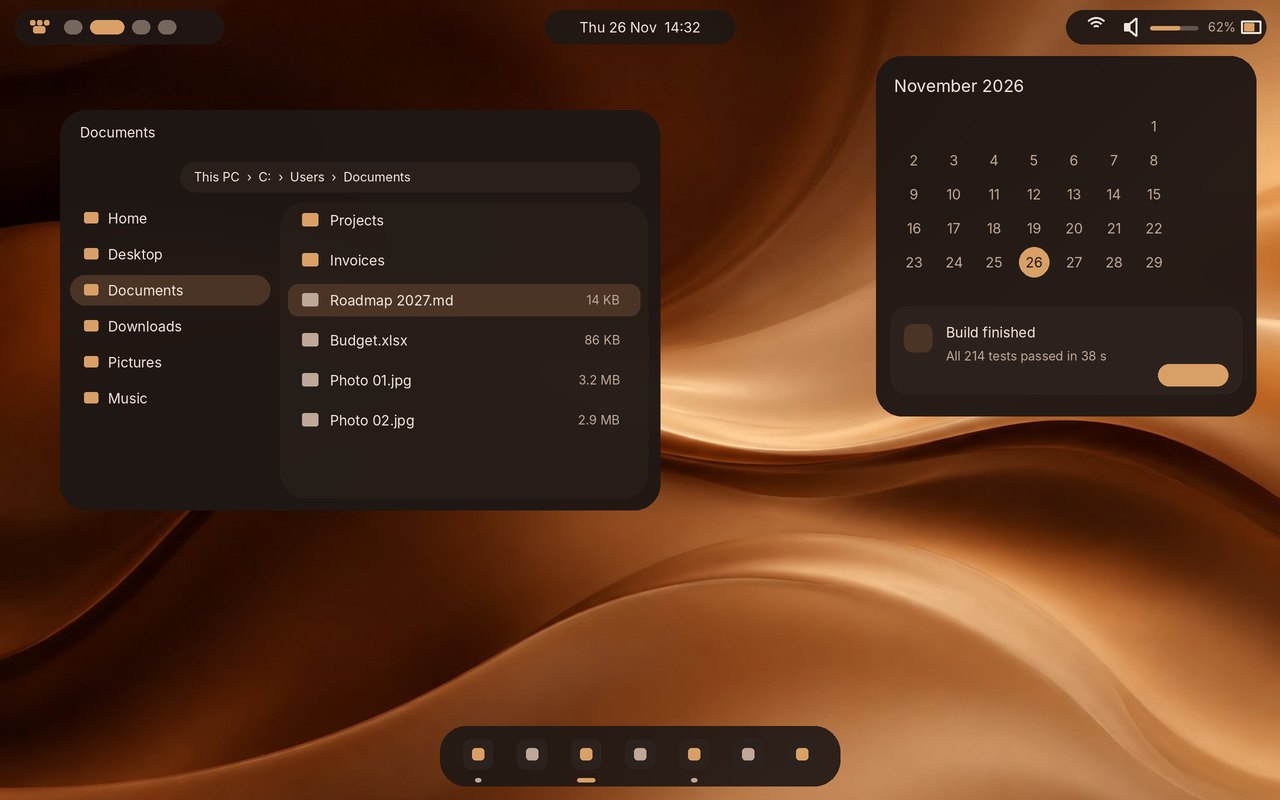 Thu 26 Nov 14:32
62%
Documents
This PC › C: › Users › Documents
Home
Desktop
Documents
Downloads
Pictures
Music
Projects
Invoices
Roadmap 2027.md 14 KB
Budget.xlsx 86 KB
Photo 01.jpg 3.2 MB
Photo 02.jpg 2.9 MB
November 2026
1
2 3 4 5 6 7 8
9 10 11 12 13 14 15
16 17 18 19 20 21 22
23 24 25 26 27 28 29
Build finished
All 214 tests passed in 38 s